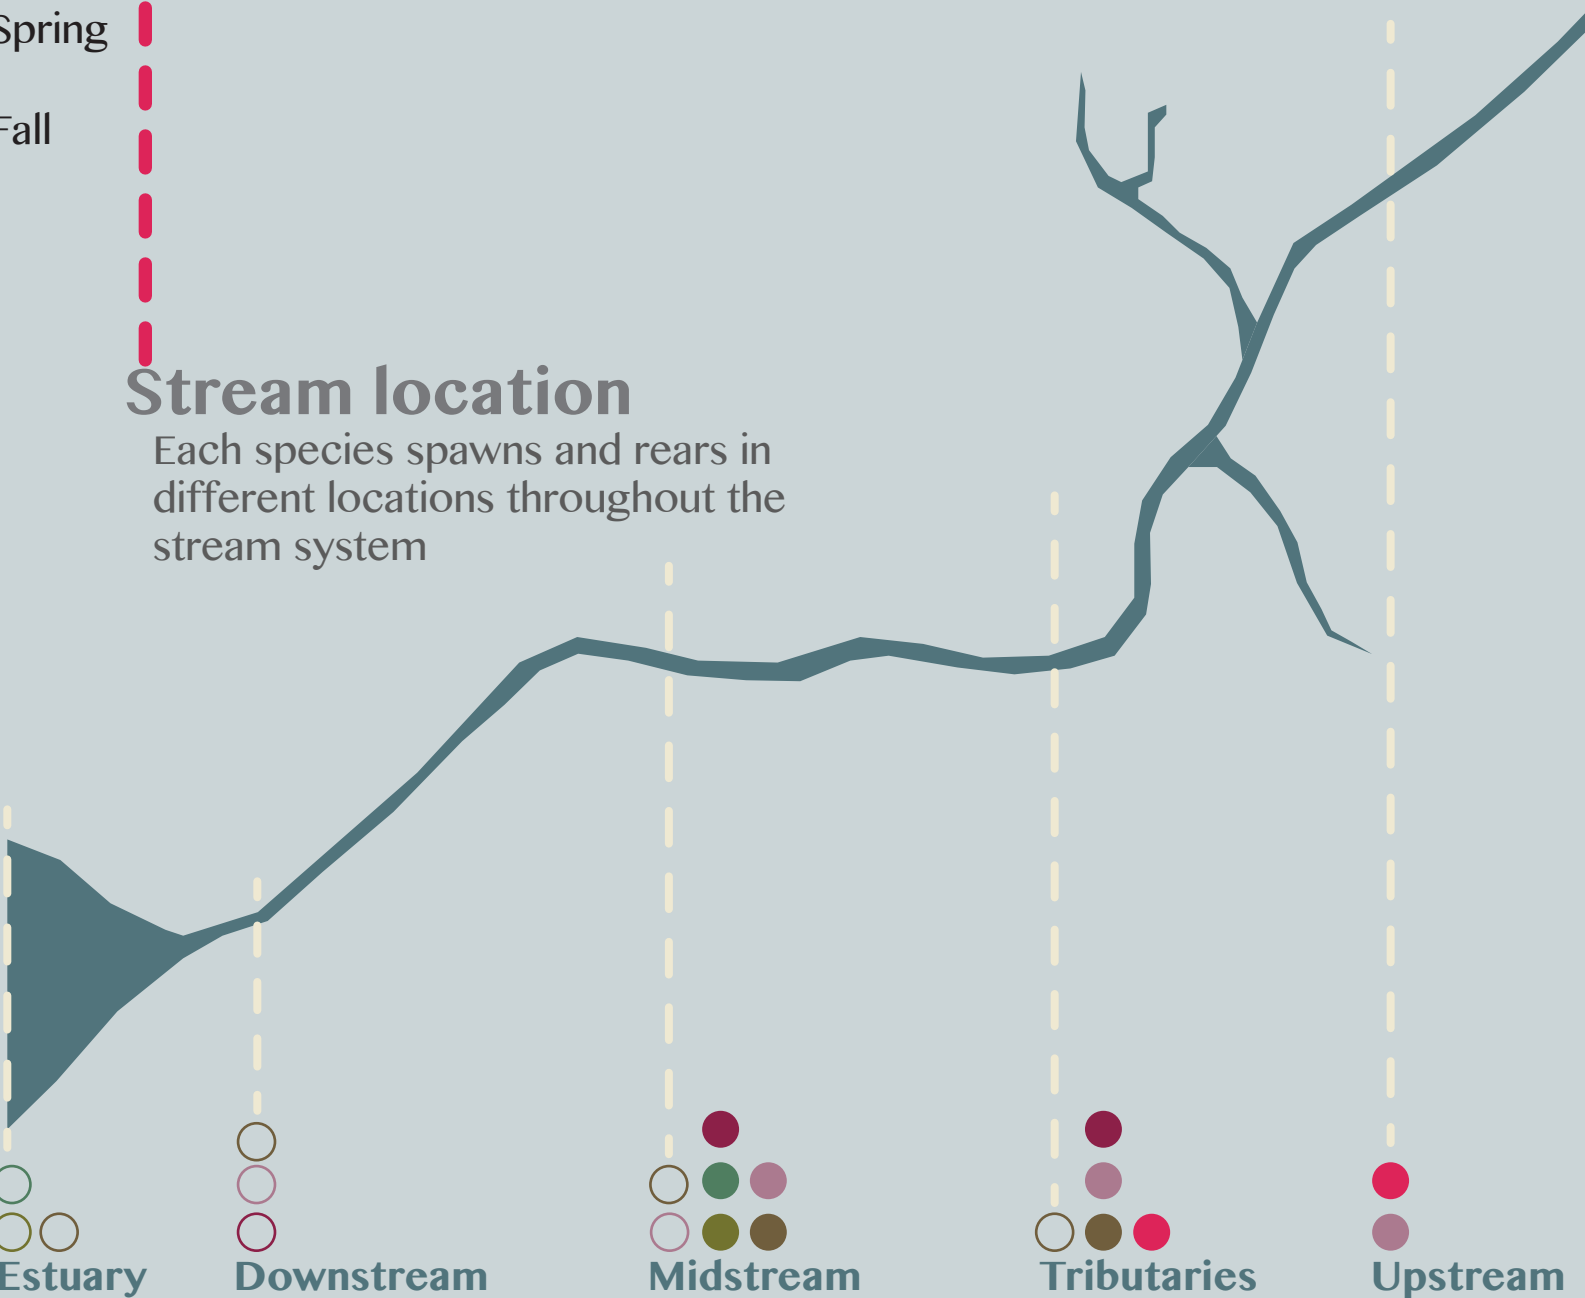 Spring
Fall
Stream location
Each species spawns and rears in
different locations throughout the
stream system
Estuary
Downstream
Midstream
Tributaries
Upstream